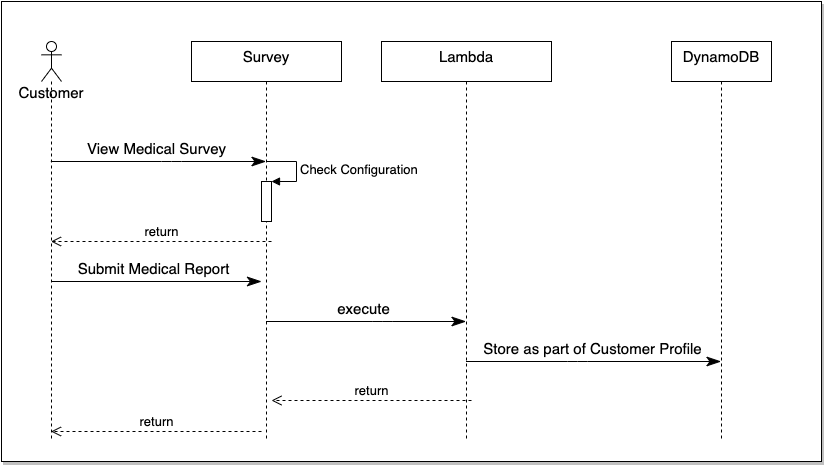 Customer
Survey
Lambda
DynamoDB
View Medical Survey
Check Configuration
return
Submit Medical Report
execute
Store as part of Customer Profile
return
return